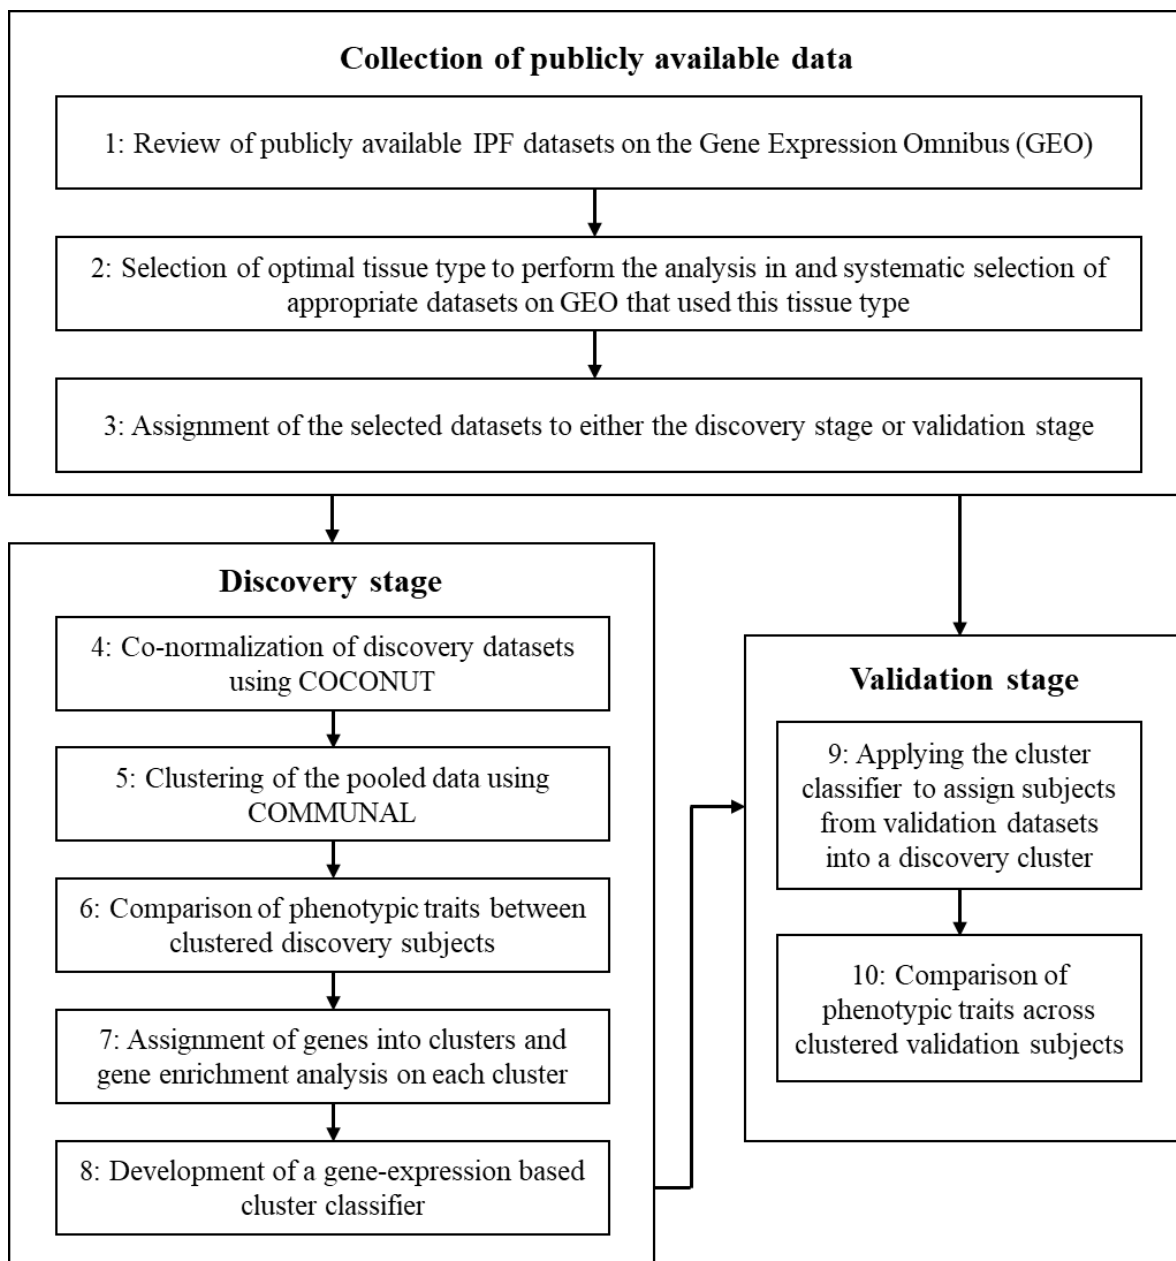 Collection of publicly available data
1: Review of publicly available IPF datasets on the Gene Expression Omnibus (GEO)
2: Selection of optimal tissue type to perform the analysis in and systematic selection of
appropriate datasets on GEO that used this tissue type
3: Assignment of the selected datasets to either the discovery stage or validation stage
Discovery stage
4: Co-normalization of discovery datasets
using COCONUT
5: Clustering of the pooled data using
COMMUNAL
6: Comparison of phenotypic traits between
clustered discovery subjects
7: Assignment of genes into clusters and
gene enrichment analysis on each cluster
8: Development of a gene-expression based
cluster classifier
Validation stage
9: Applying the cluster
classifier to assign subjects
from validation datasets
into a discovery cluster
10: Comparison of
phenotypic traits across
clustered validation subjects